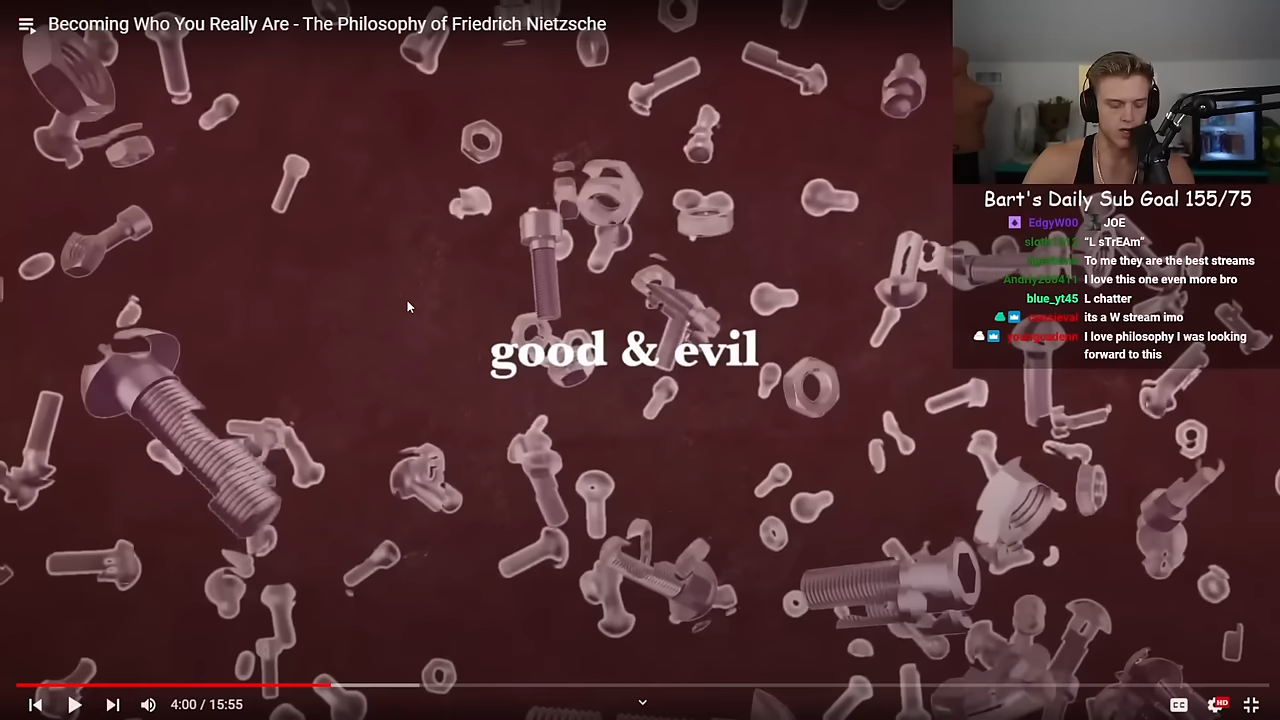 Becoming Who You Really Are - The Philosophy of Friedrich Nietzsche
good & evil
Bart's Daily Sub Goal 155/75
EdgyW00 JOE
“L sTrEAm”
To me they are the best streams
I love this one even more bro
blue_yt45 L chatter
its a W stream imo
I love philosophy I was looking
forward to this
4:00 / 15:55
CC
HD